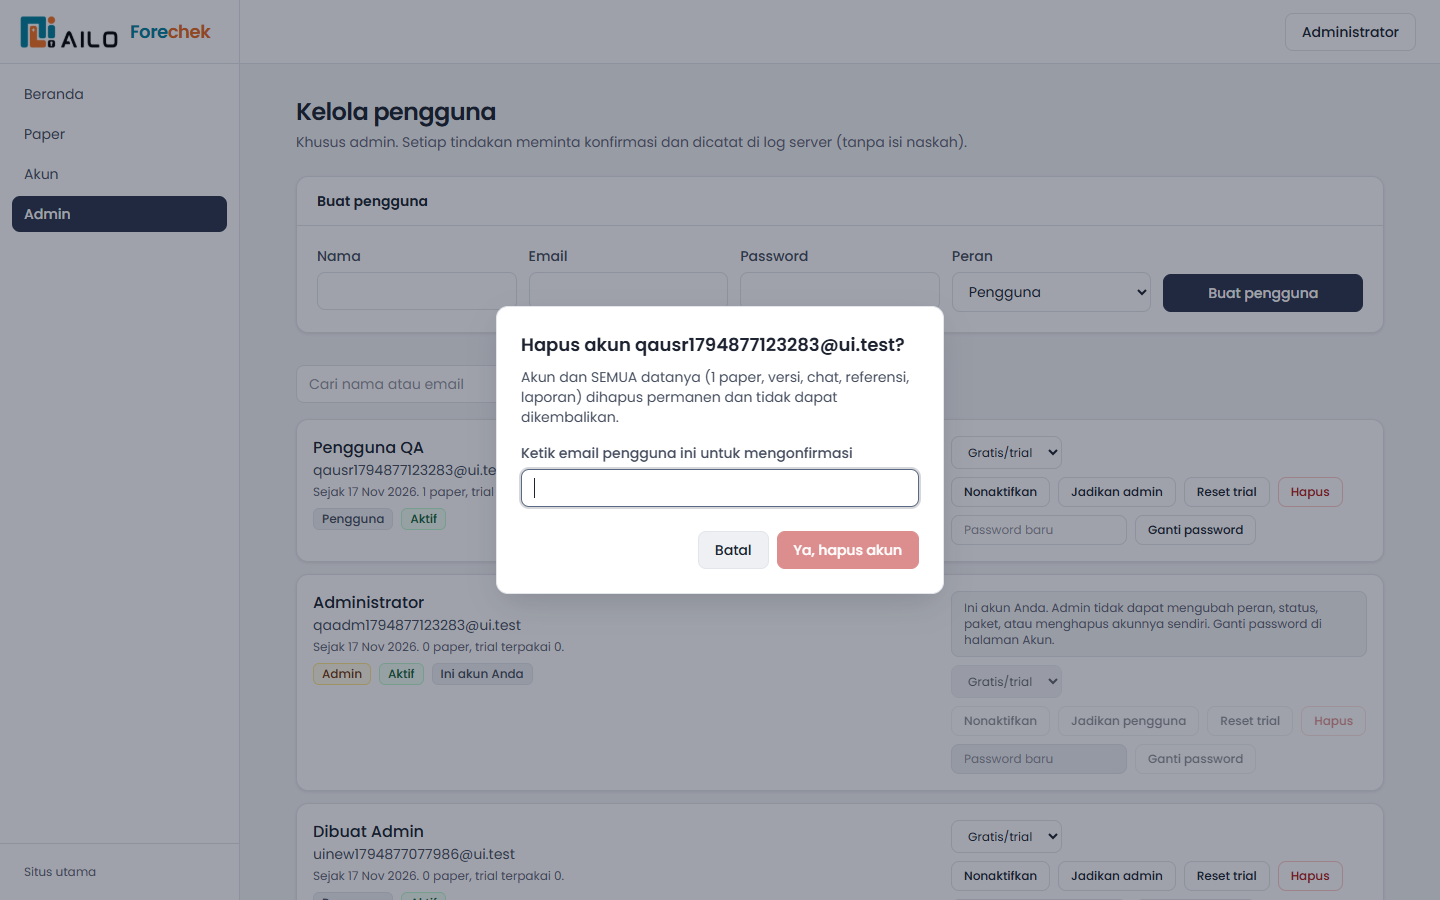 AILO Forechek
Administrator
Beranda
Paper
Akun
Admin
Situs utama
Kelola pengguna
Khusus admin. Setiap tindakan meminta konfirmasi dan dicatat di log server (tanpa isi naskah).
Buat pengguna
Nama Email Password Peran
Pengguna Buat pengguna
Cari nama atau email
Hapus akun qausr1794877123283@ui.test?
Akun dan SEMUA datanya (1 paper, versi, chat, referensi,
laporan) dihapus permanen dan tidak dapat
dikembalikan.
Ketik email pengguna ini untuk mengonfirmasi
Batal Ya, hapus akun
Pengguna QA
qausr1794877123283@ui.te
Sejak 17 Nov 2026. 1 paper, trial
Pengguna Aktif
Gratis/trial
Nonaktifkan Jadikan admin Reset trial Hapus
Password baru Ganti password
Administrator
qaadm1794877123283@ui.test
Sejak 17 Nov 2026. 0 paper, trial terpakai 0.
Admin Aktif Ini akun Anda
Ini akun Anda. Admin tidak dapat mengubah peran, status,
paket, atau menghapus akunnya sendiri. Ganti password di
halaman Akun.
Gratis/trial
Nonaktifkan Jadikan pengguna Reset trial Hapus
Password baru Ganti password
Dibuat Admin
uinew1794877077986@ui.test
Sejak 17 Nov 2026. 0 paper, trial terpakai 0.
Gratis/trial
Nonaktifkan Jadikan admin Reset trial Hapus